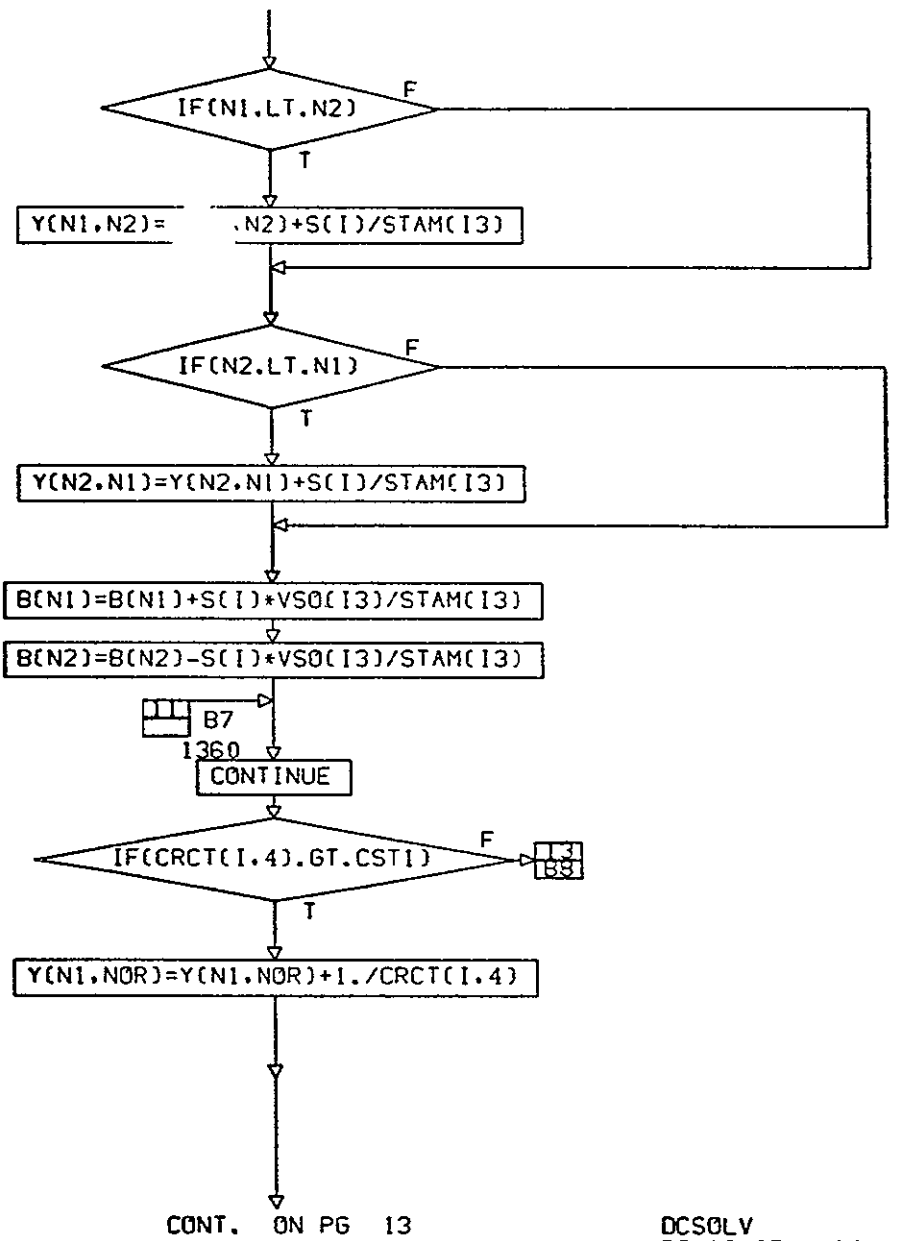 IF(N1.LT.N2)
F
T
Y(N1,N2)= ,N2)+S(I)/STAM(I3)
IF(N2.LT.N1)
F
T
Y(N2,N1)=Y(N2,N1)+S(I)/STAM(I3)
B(N1)=B(N1)+S(I)*VSO(I3)/STAM(I3)
B(N2)=B(N2)-S(I)*VSO(I3)/STAM(I3)
B7
1360
CONTINUE
IF(CRCT(I,4).GT.CST1)
F
13
B8
T
Y(N1,NOR)=Y(N1,NOR)+1./CRCT(I,4)
CONT. ON PG 13
DCSOLV